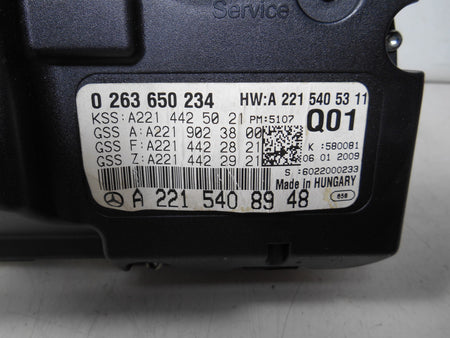 Service
0 263 650 234 HW:A 221 540 53 11
KSS:A221 442 50 21 PM:5107 Q01
GSS A:A221 902 38 00 K :580081
GSS F:A221 442 28 21 06 01 2009
GSS Z:A221 442 29 21 S :6022000233
Made in HUNGARY
A 221 540 89 48 656